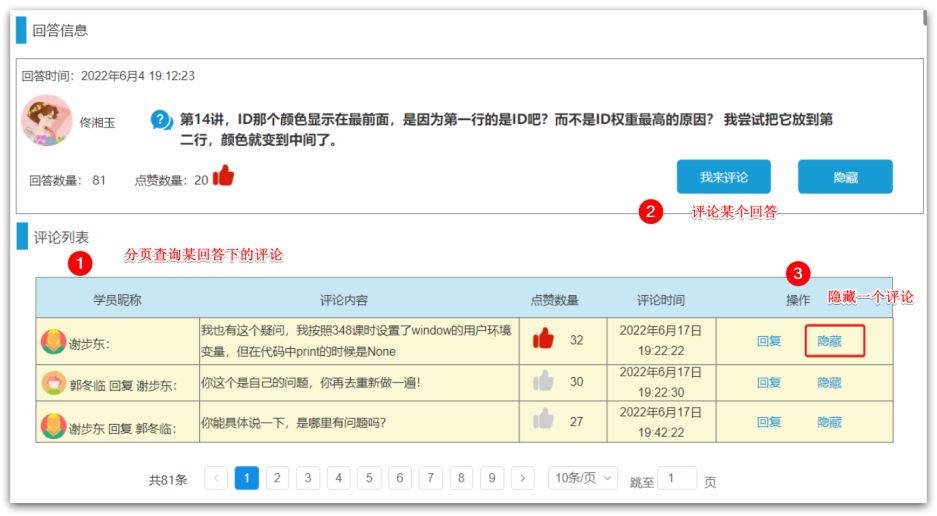 回答信息
回答时间：2022年6月4 19:12:23
佟湘玉
? 第14讲，ID那个颜色显示在最前面，是因为第一行的是ID吧？而不是ID权重最高的原因？ 我尝试把它放到第
二行，颜色就变到中间了。
回答数量： 81 点赞数量：20
我来评论 隐藏
2 评论某个回答
评论列表
1 分页查询某回答下的评论
3 隐藏一个评论
学员昵称 评论内容 点赞数量 评论时间 操作
谢步东： 我也有这个疑问，我按照348课时设置了window的用户环境
变量，但在代码中print的时候是None 32 2022年6月17日
19:22:22 回复 隐藏
郭冬临 回复 谢步东： 你这个是自己的问题，你再去重新做一遍！ 30 2022年6月17日
19:22:30 回复 隐藏
谢步东 回复 郭冬临： 你能具体说一下，是哪里有问题吗？ 27 2022年6月17日
19:42:22 回复 隐藏
共81条 < 1 2 3 4 5 6 7 8 9 > 10条/页 跳至 1 页